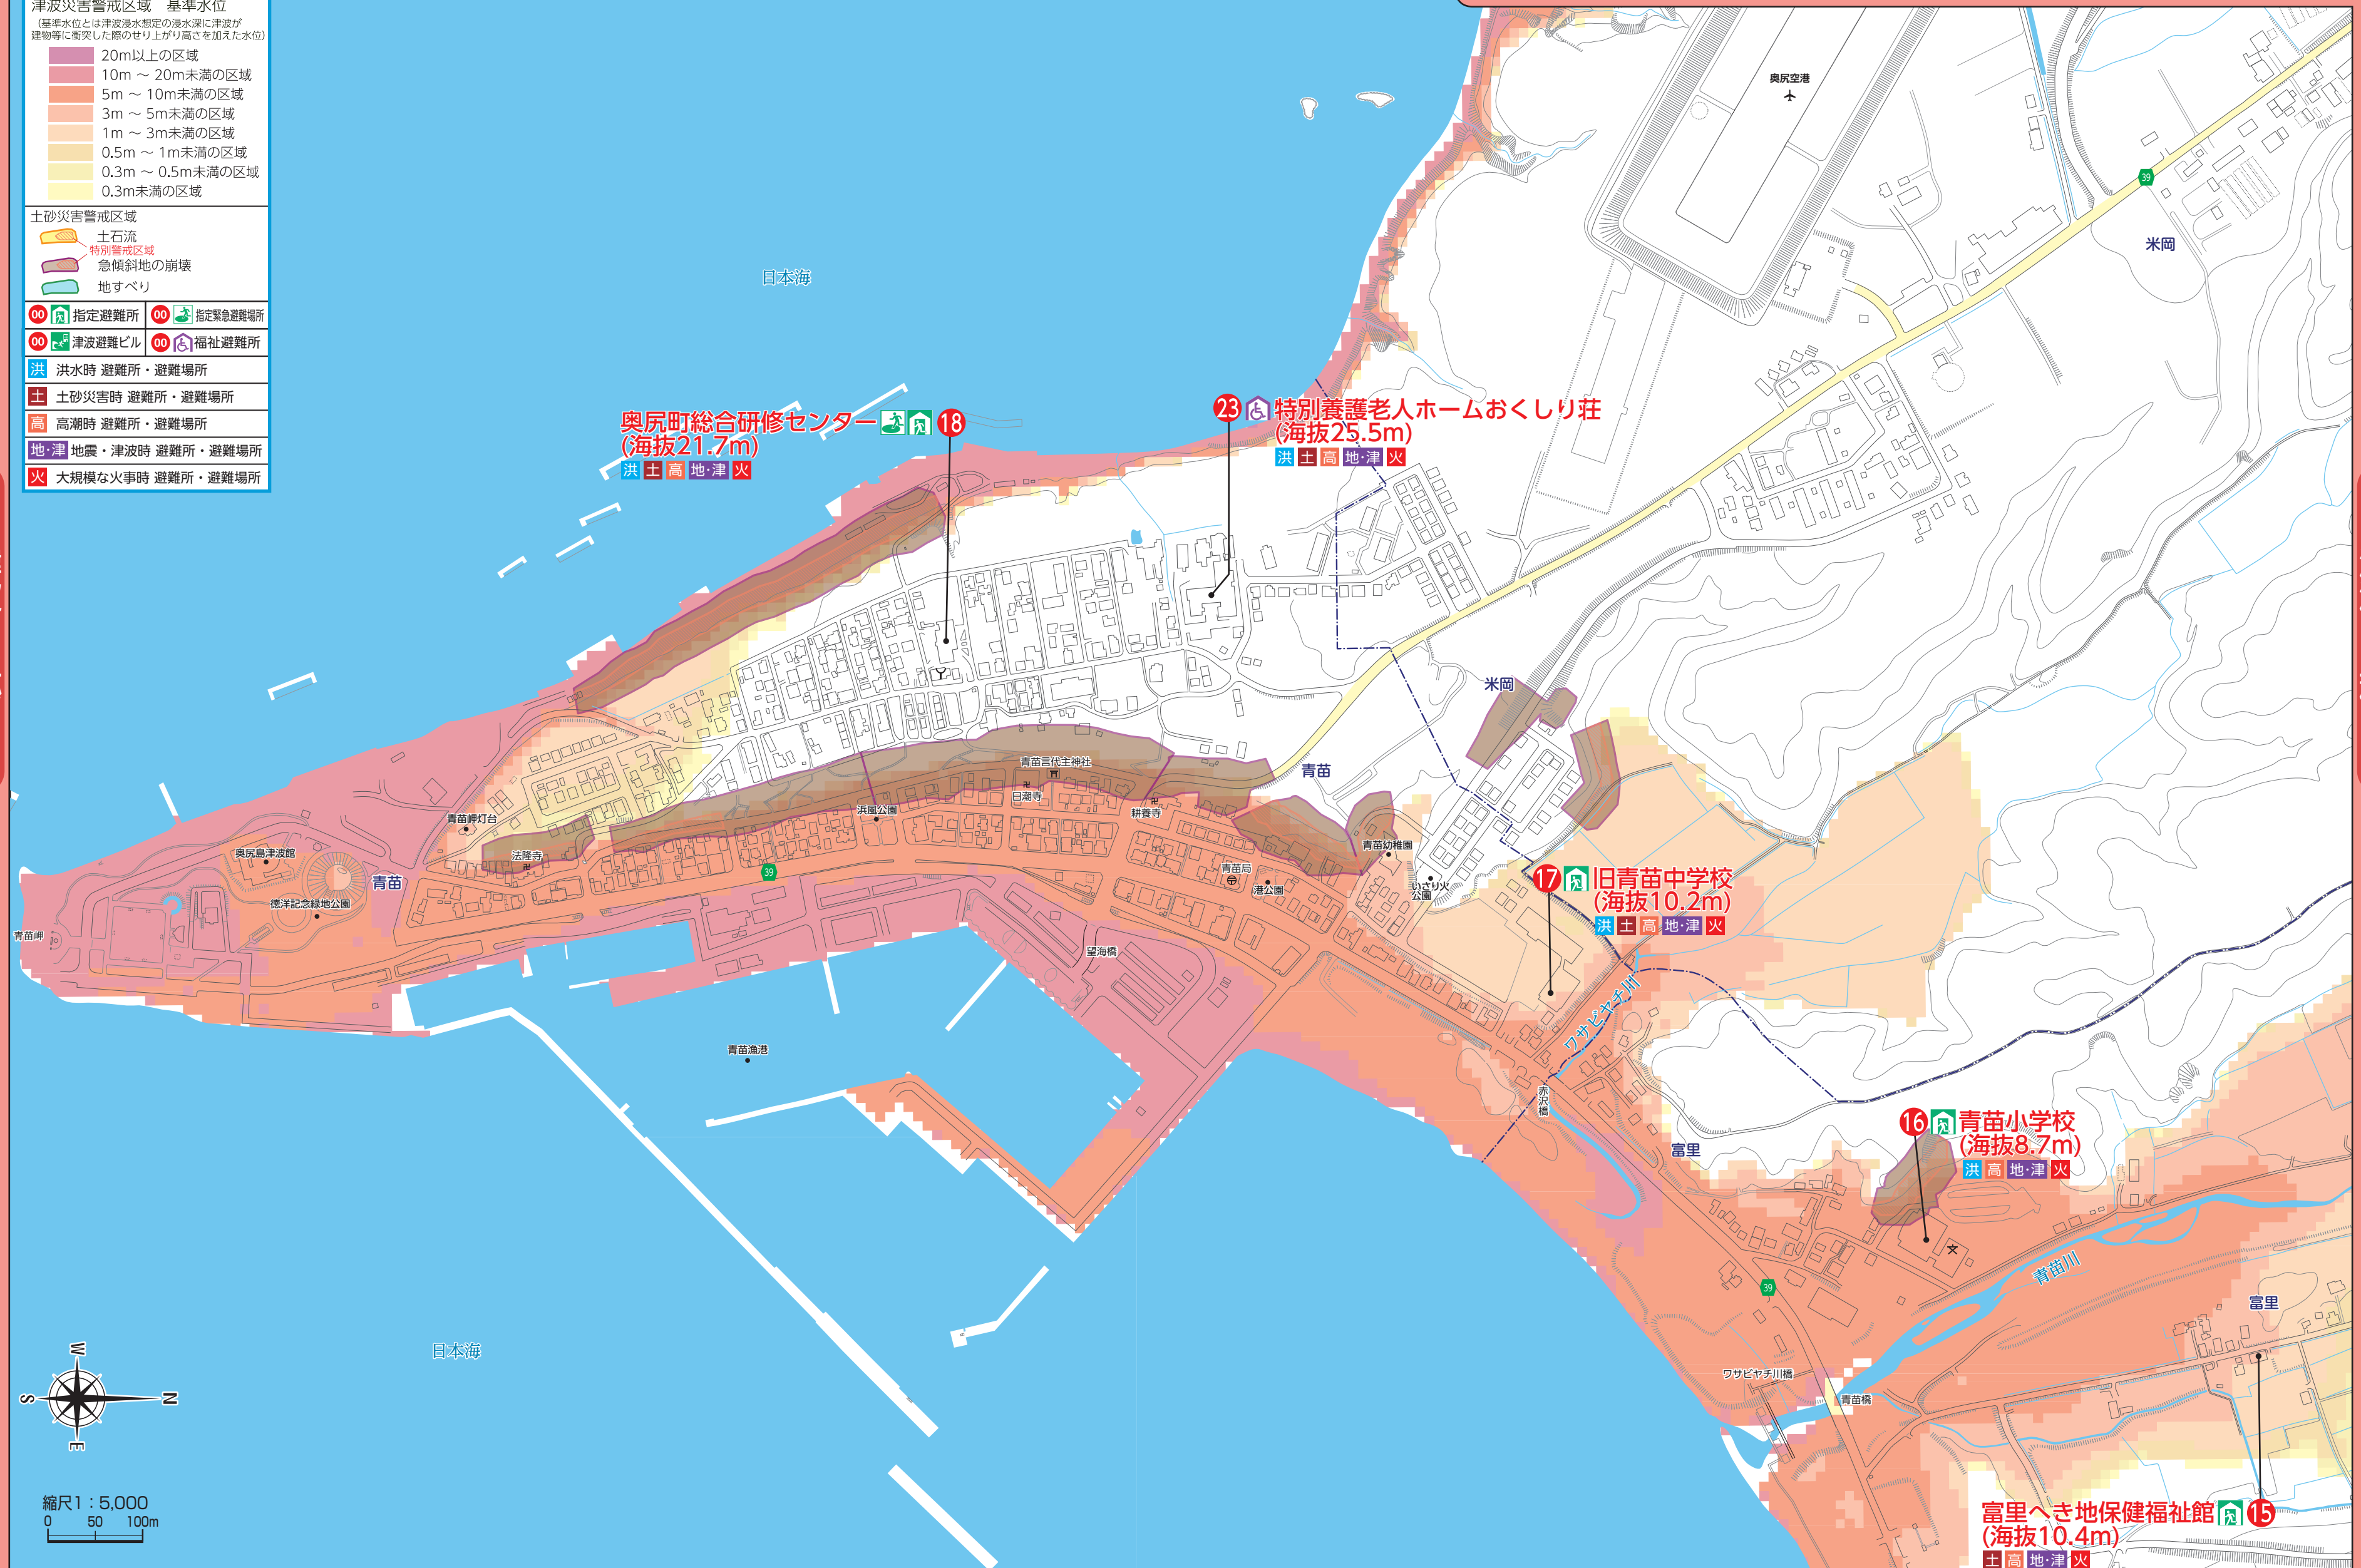 津波災害警戒区域　基準水位
(基準水位とは津波浸水想定の浸水深に津波が
建物等に衝突した際のせり上がり高さを加えた水位)
20m以上の区域
10m ～ 20m未満の区域
5m ～ 10m未満の区域
3m ～ 5m未満の区域
1m ～ 3m未満の区域
0.5m ～ 1m未満の区域
0.3m ～ 0.5m未満の区域
0.3m未満の区域
土砂災害警戒区域
土石流
特別警戒区域
急傾斜地の崩壊
地すべり
00 指定避難所
00 指定緊急避難場所
00 津波避難ビル
00 福祉避難所
洪 洪水時 避難所・避難場所
土 土砂災害時 避難所・避難場所
高 高潮時 避難所・避難場所
地・津 地震・津波時 避難所・避難場所
火 大規模な火事時 避難所・避難場所
奥尻空港
39
米岡
日本海
奥尻町総合研修センター 18
(海抜21.7m)
洪 土 高 地・津 火
23 特別養護老人ホームおくしり荘
(海抜25.5m)
洪 土 高 地・津 火
米岡
青苗
青苗言代主神社
日潮寺
浜風公園
耕養寺
青苗岬灯台
法隆寺
奥尻島津波館
青苗
39
徳洋記念緑地公園
青苗岬
青苗局
港公園
青苗幼稚園
いさり火
公園
17 旧青苗中学校
(海抜10.2m)
洪 土 高 地・津 火
望海橋
ワサビヤチ川
青苗漁港
赤沢橋
富里
16 青苗小学校
(海抜8.7m)
洪 高 地・津 火
文
青苗川
39
富里
日本海
ワサビヤチ川橋
青苗橋
W
S
N
E
縮尺1：5,000
0 50 100m
富里へき地保健福祉館 15
(海抜10.4m)
土 高 地・津 火